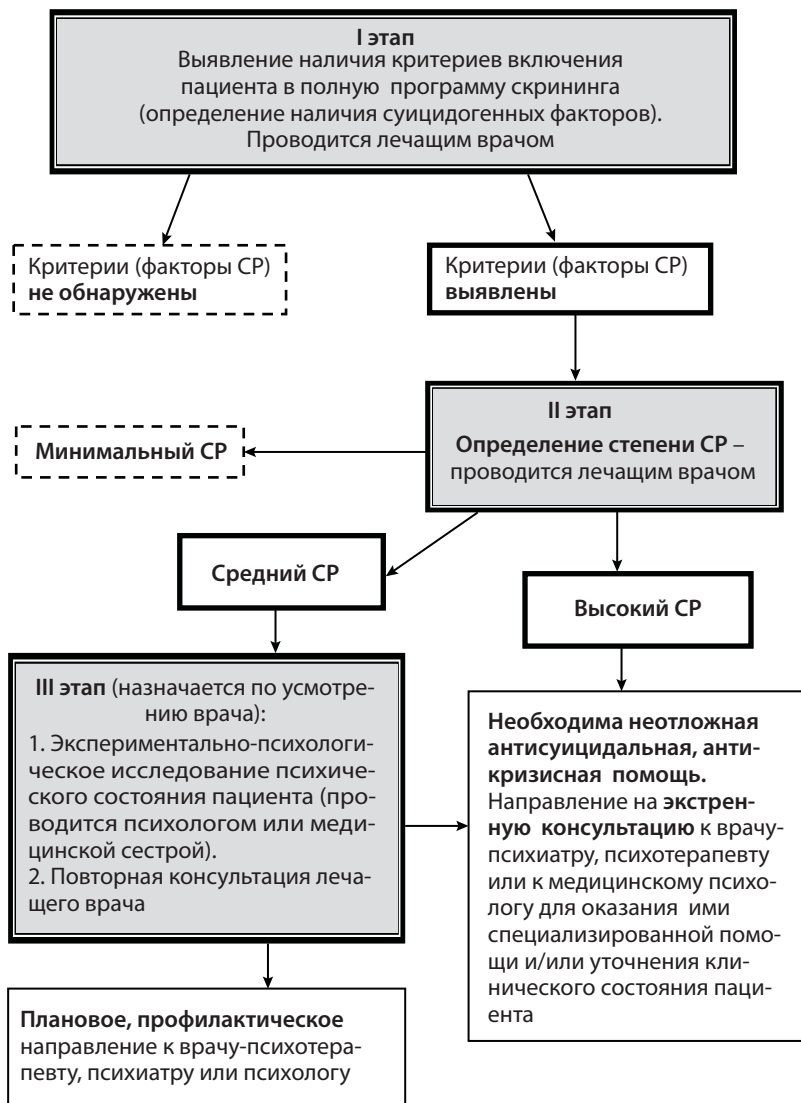 I этап
Выявление наличия критериев включения
пациента в полную программу скрининга
(определение наличия суицидогенных факторов).
Проводится лечащим врачом
Критерии (факторы СР)
не обнаружены
Критерии (факторы СР)
выявлены
II этап
Определение степени СР –
проводится лечащим врачом
Минимальный СР
Средний СР
Высокий СР
III этап (назначается по усмотре-
нию врача):
1. Экспериментально-психологи-
ческое исследование психиче-
ского состояния пациента (про-
водится психологом или меди-
цинской сестрой).
2. Повторная консультация леча-
щего врача
Необходима неотложная
антисуицидальная, анти-
кризисная помощь.
Направление на экстрен-
ную консультацию к врачу-
психиатру, психотерапевту
или к медицинскому психо-
логу для оказания ими
специализированной помо-
щи и/или уточнения кли-
нического состояния паци-
ента
Плановое, профилактическое
направление к врачу-психотера-
певту, психиатру или психологу